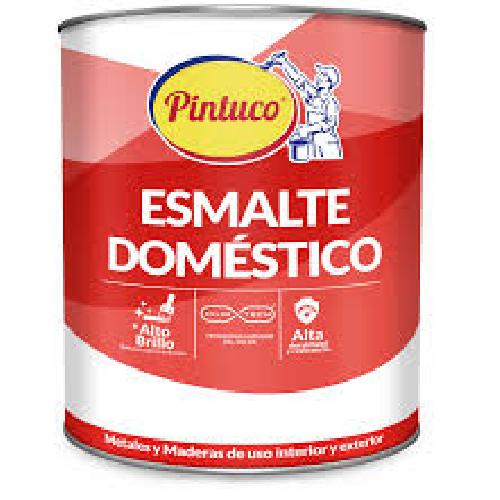 Pintuco
ESMALTE
DOMÉSTICO
+ Alto
Brillo
Alta
Metales y Maderas de uso interior y exterior